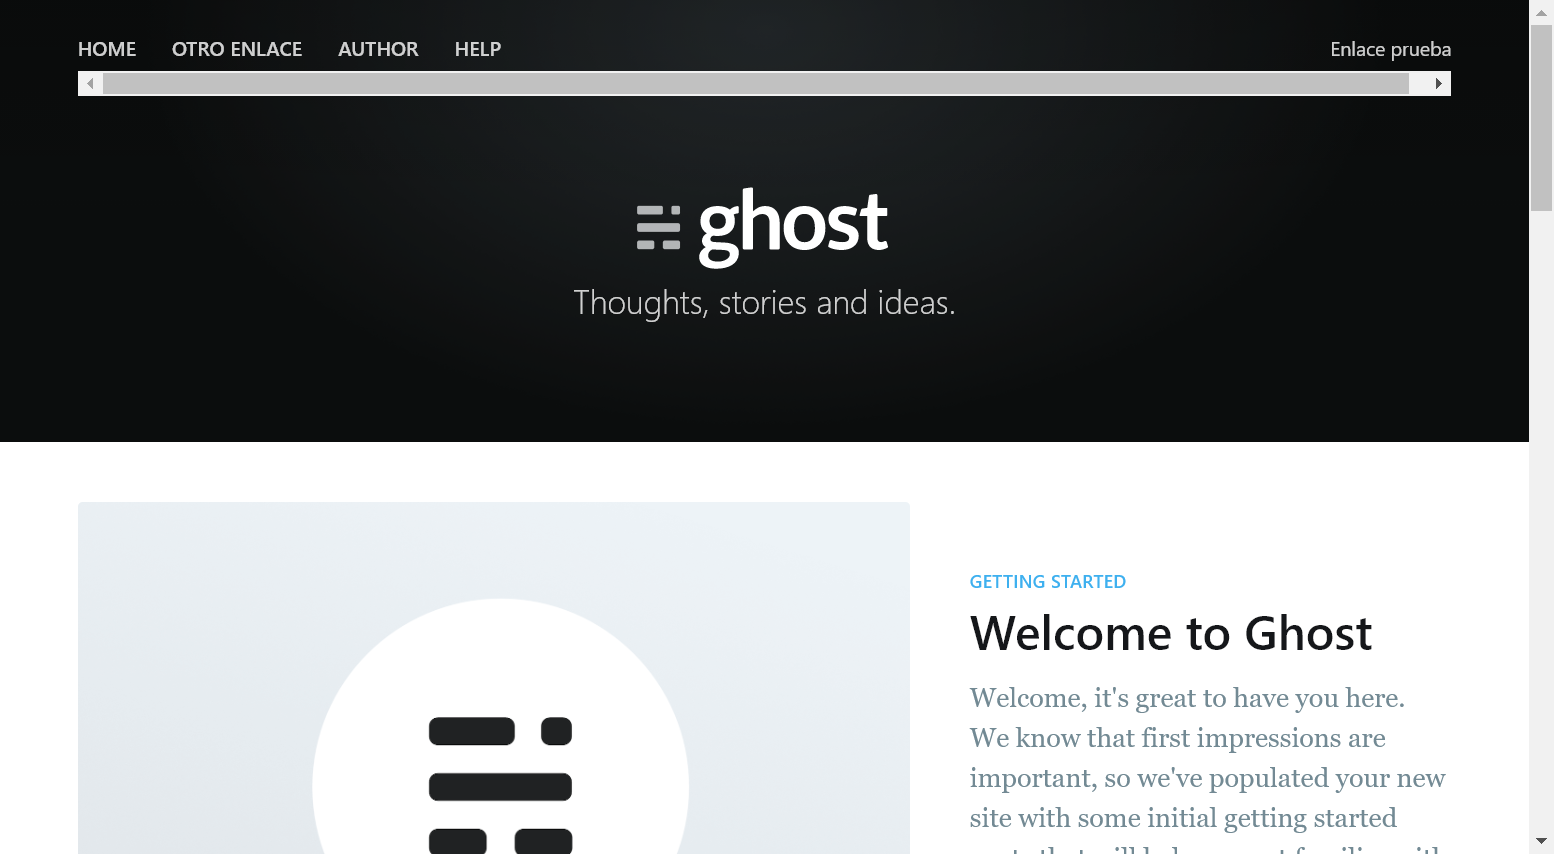 HOME OTRO ENLACE AUTHOR HELP Enlace prueba
ghost
Thoughts, stories and ideas.
GETTING STARTED
Welcome to Ghost
Welcome, it's great to have you here.
We know that first impressions are
important, so we've populated your new
site with some initial getting started